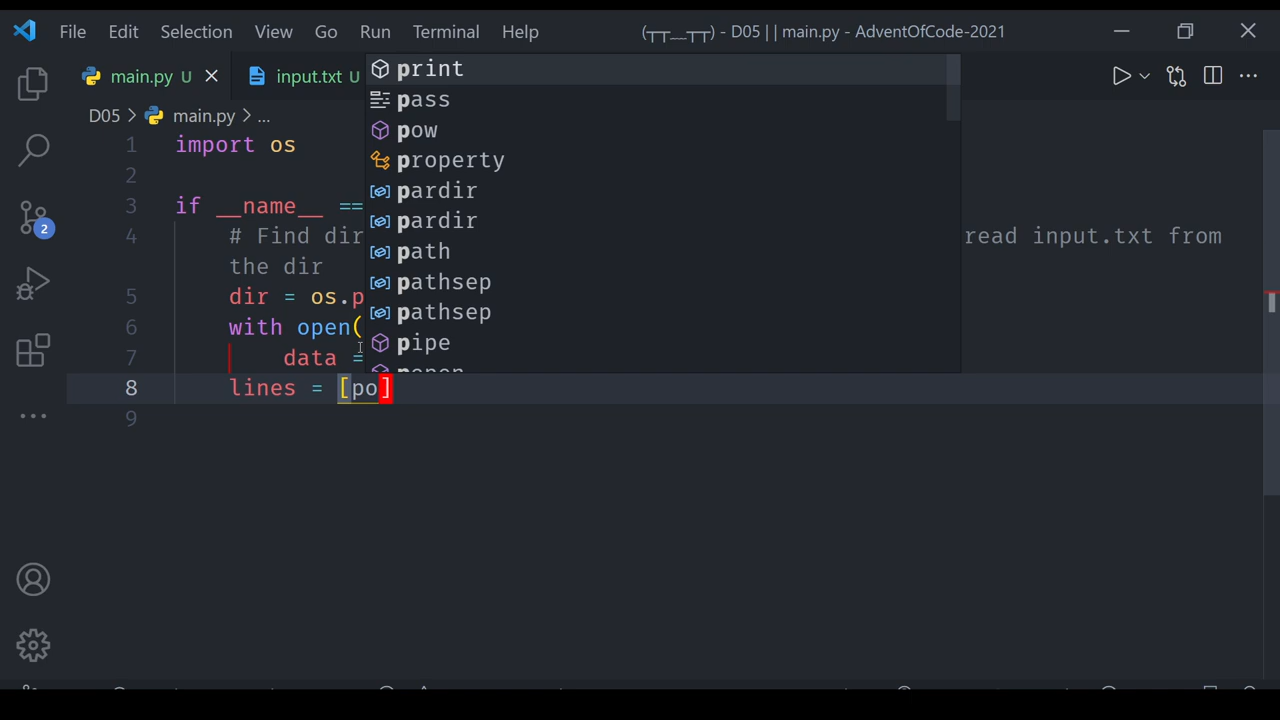 File Edit Selection View Go Run Terminal Help (┬┬﹏┬┬) - D05 | | main.py - AdventOfCode-2021
main.py U input.txt U
D05 > main.py > ...
1 import os
2
3 if __name__ ==
4 # Find dir read input.txt from
the dir
5 dir = os.p
6 with open(
7 data =
8 lines = [po]
9
print
pass
pow
property
pardir
pardir
path
pathsep
pathsep
pipe
popen
2